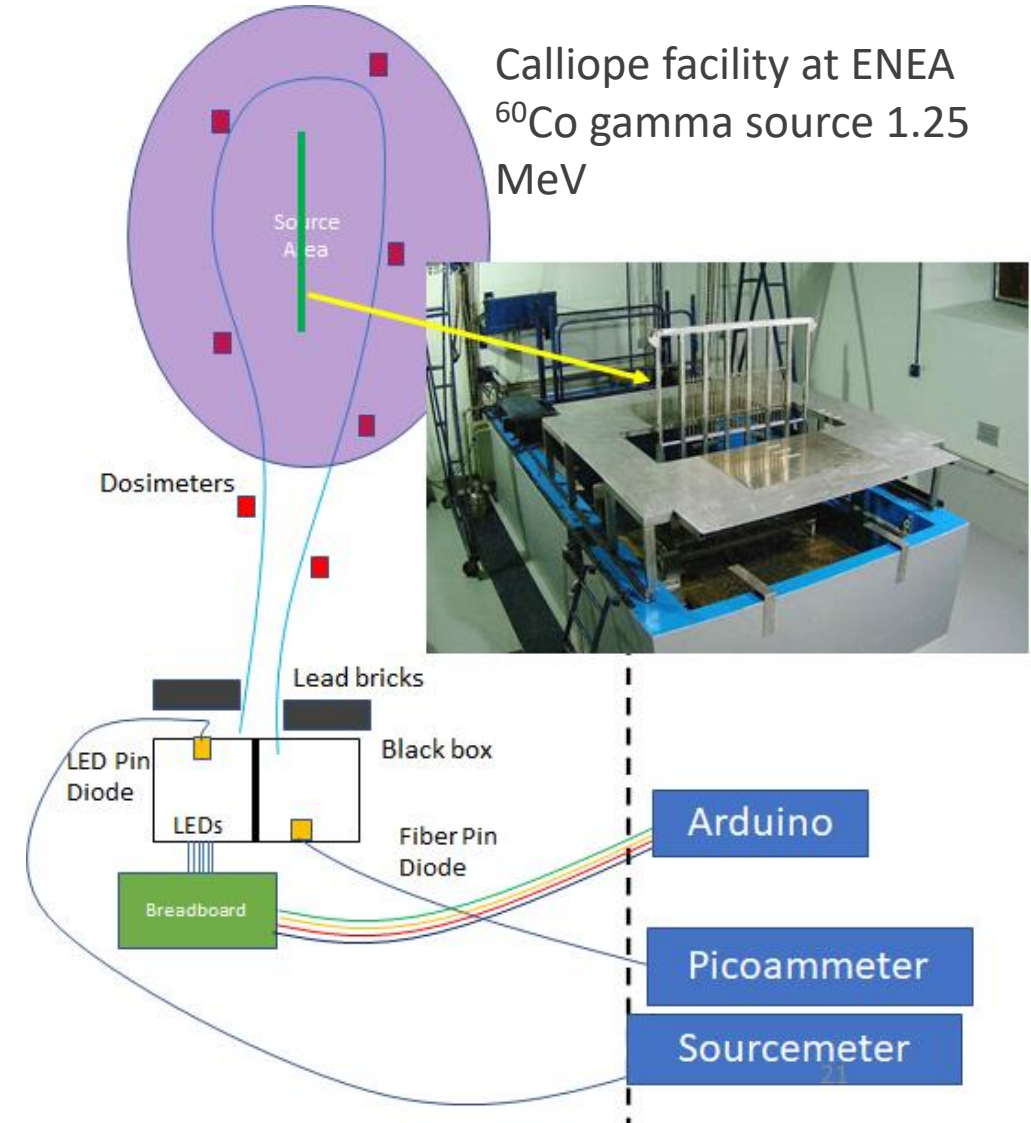 Calliope facility at ENEA
⁶⁰Co gamma source 1.25
MeV
Source
Area
Dosimeters
Lead bricks
LED Pin
Diode
Black box
LEDs
Fiber Pin
Diode
Breadboard
Arduino
Picoammeter
Sourcemeter
21